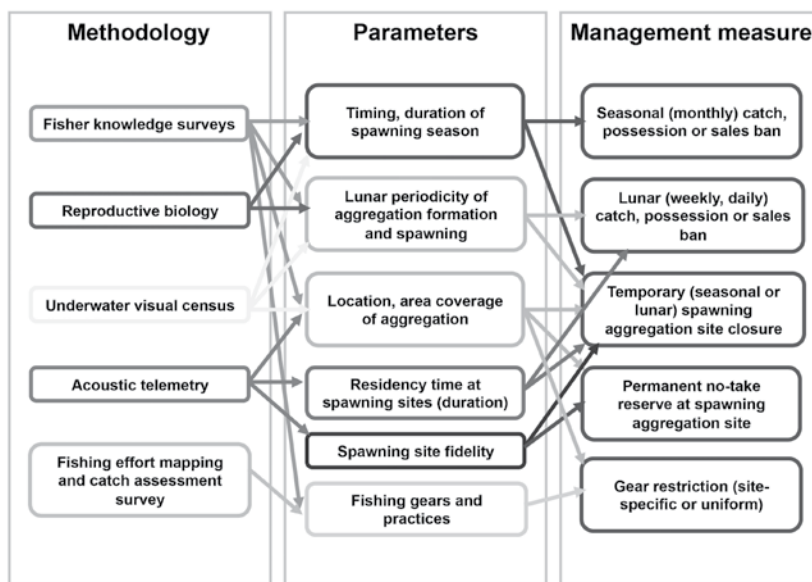 Methodology
Fisher knowledge surveys
Reproductive biology
Underwater visual census
Acoustic telemetry
Fishing effort mapping
and catch assessment
survey
Parameters
Timing, duration of
spawning season
Lunar periodicity of
aggregation formation
and spawning
Location, area coverage
of aggregation
Residency time at
spawning sites (duration)
Spawning site fidelity
Fishing gears and
practices
Management measure
Seasonal (monthly) catch,
possession or sales ban
Lunar (weekly, daily)
catch, possession or sales
ban
Temporary (seasonal or
lunar) spawning
aggregation site closure
Permanent no-take
reserve at spawning
aggregation site
Gear restriction (site-
specific or uniform)